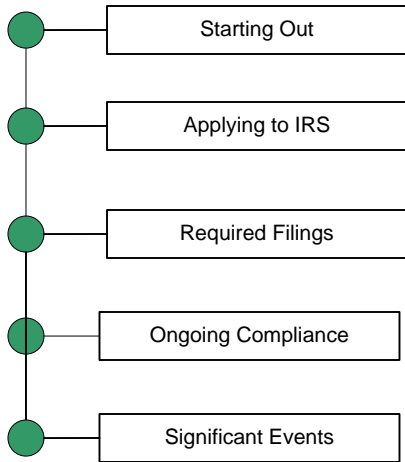 Starting Out
Applying to IRS
Required Filings
Ongoing Compliance
Significant Events